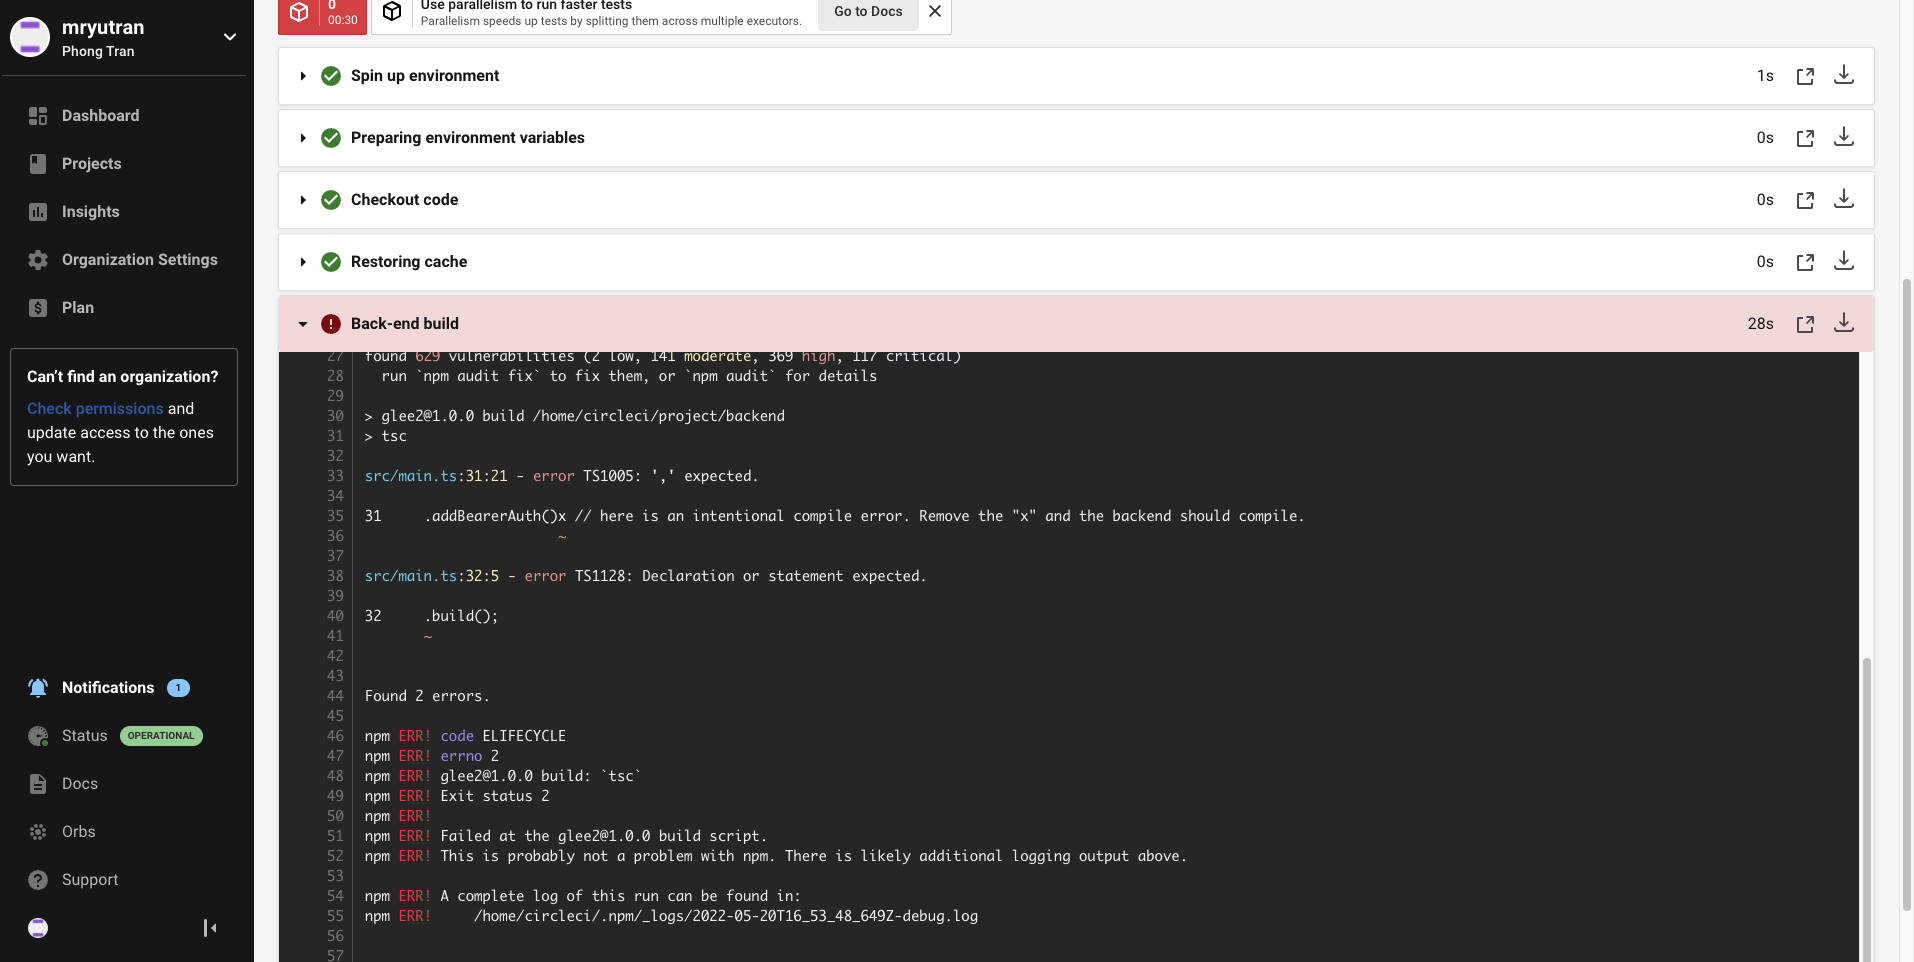 mryutran
Phong Tran
Dashboard
Projects
Insights
Organization Settings
Plan
Can't find an organization?
Check permissions and
update access to the ones
you want.
Notifications 1
Status OPERATIONAL
Docs
Orbs
Support
0
00:30
Use parallelism to run faster tests
Parallelism speeds up tests by splitting them across multiple executors.
Go to Docs
Spin up environment 1s
Preparing environment variables 0s
Checkout code 0s
Restoring cache 0s
Back-end build 28s
27 found 629 vulnerabilities (2 low, 141 moderate, 369 high, 117 critical)
28 run `npm audit fix` to fix them, or `npm audit` for details
29
30 > glee2@1.0.0 build /home/circleci/project/backend
31 > tsc
32
33 src/main.ts:31:21 - error TS1005: ',' expected.
34
35 31     .addBearerAuth()x // here is an intentional compile error. Remove the "x" and the backend should compile.
36 ~
37
38 src/main.ts:32:5 - error TS1128: Declaration or statement expected.
39
40 32     .build();
41 ~
42
43
44 Found 2 errors.
45
46 npm ERR! code ELIFECYCLE
47 npm ERR! errno 2
48 npm ERR! glee2@1.0.0 build: `tsc`
49 npm ERR! Exit status 2
50 npm ERR!
51 npm ERR! Failed at the glee2@1.0.0 build script.
52 npm ERR! This is probably not a problem with npm. There is likely additional logging output above.
53
54 npm ERR! A complete log of this run can be found in:
55 npm ERR!     /home/circleci/.npm/_logs/2022-05-20T16_53_48_649Z-debug.log
56
57